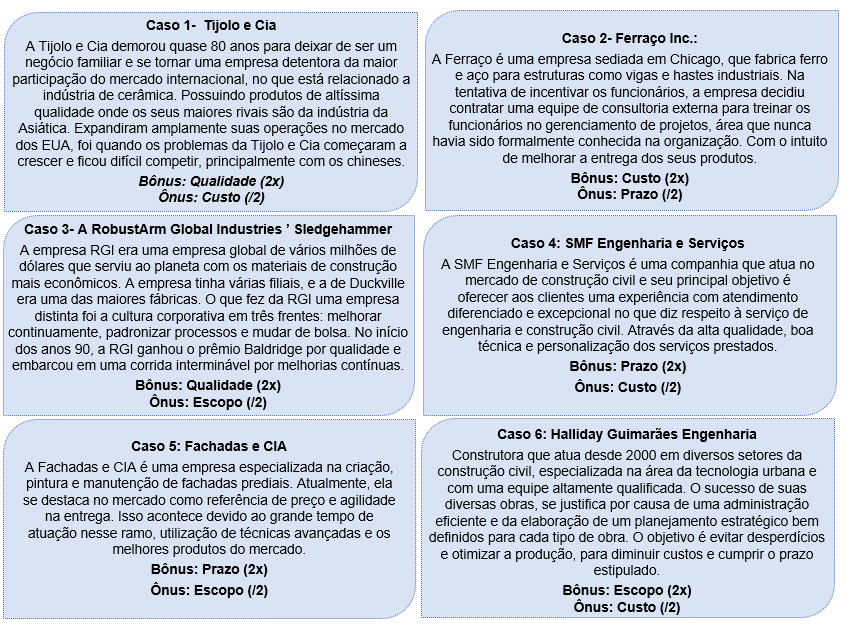 Caso 1-  Tijolo e Cia
A Tijolo e Cia demorou quase 80 anos para deixar de ser um
negócio familiar e se tornar uma empresa detentora da maior
participação do mercado internacional, no que está relacionado a
indústria de cerâmica. Possuindo produtos de altíssima
qualidade onde os seus maiores rivais são da indústria da
Asiática. Expandiram amplamente suas operações no mercado
dos EUA, foi quando os problemas da Tijolo e Cia começaram a
crescer e ficou difícil competir, principalmente com os chineses.
Bônus: Qualidade (2x)
Ônus: Custo (/2)
Caso 2- Ferraço Inc.:
A Ferraço é uma empresa sediada em Chicago, que fabrica ferro
e aço para estruturas como vigas e hastes industriais. Na
tentativa de incentivar os funcionários, a empresa decidiu
contratar uma equipe de consultoria externa para treinar os
funcionários no gerenciamento de projetos, área que nunca
havia sido formalmente conhecida na organização. Com o intuito
de melhorar a entrega dos seus produtos.
Bônus: Custo (2x)
Ônus: Prazo (/2)
Caso 3- A RobustArm Global Industries ’ Sledgehammer
A empresa RGI era uma empresa global de vários milhões de
dólares que serviu ao planeta com os materiais de construção
mais econômicos. A empresa tinha várias filiais, e a de Duckville
era uma das maiores fábricas. O que fez da RGI uma empresa
distinta foi a cultura corporativa em três frentes: melhorar
continuamente, padronizar processos e mudar de bolsa. No início
dos anos 90, a RGI ganhou o prêmio Baldridge por qualidade e
embarcou em uma corrida interminável por melhorias contínuas.
Bônus: Qualidade (2x)
Ônus: Escopo (/2)
Caso 4: SMF Engenharia e Serviços
A SMF Engenharia e Serviços é uma companhia que atua no
mercado de construção civil e seu principal objetivo é
oferecer aos clientes uma experiência com atendimento
diferenciado e excepcional no que diz respeito à serviço de
engenharia e construção civil. Através da alta qualidade, boa
técnica e personalização dos serviços prestados.
Bônus: Prazo (2x)
Ônus: Custo (/2)
Caso 5: Fachadas e CIA
A Fachadas e CIA é uma empresa especializada na criação,
pintura e manutenção de fachadas prediais. Atualmente, ela
se destaca no mercado como referência de preço e agilidade
na entrega. Isso acontece devido ao grande tempo de
atuação nesse ramo, utilização de técnicas avançadas e os
melhores produtos do mercado.
Bônus: Prazo (2x)
Ônus: Escopo (/2)
Caso 6: Halliday Guimarães Engenharia
Construtora que atua desde 2000 em diversos setores da
construção civil, especializada na área da tecnologia urbana e
com uma equipe altamente qualificada. O sucesso de suas
diversas obras, se justifica por causa de uma administração
eficiente e da elaboração de um planejamento estratégico bem
definidos para cada tipo de obra. O objetivo é evitar desperdícios
e otimizar a produção, para diminuir custos e cumprir o prazo
estipulado.
Bônus: Escopo (2x)
Ônus: Custo (/2)